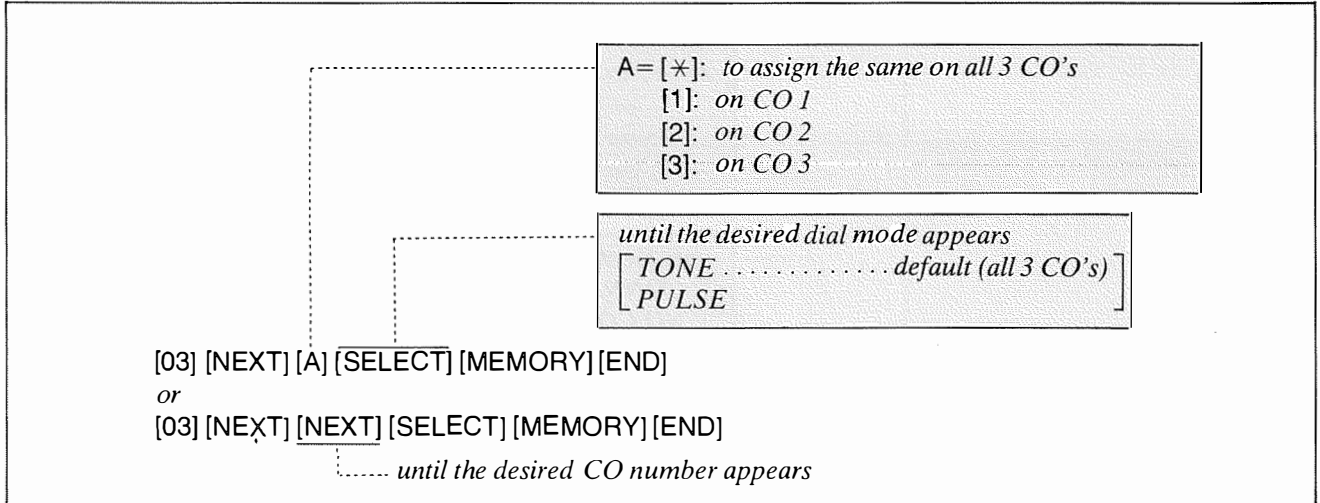 A=[✳]: to assign the same on all 3 CO's
[1]: on CO 1
[2]: on CO 2
[3]: on CO 3
until the desired dial mode appears
TONE ............. default (all 3 CO's)
PULSE
[03] [NEXT] [A] [SELECT] [MEMORY] [END]
or
[03] [NEXT] [NEXT] [SELECT] [MEMORY] [END]
until the desired CO number appears